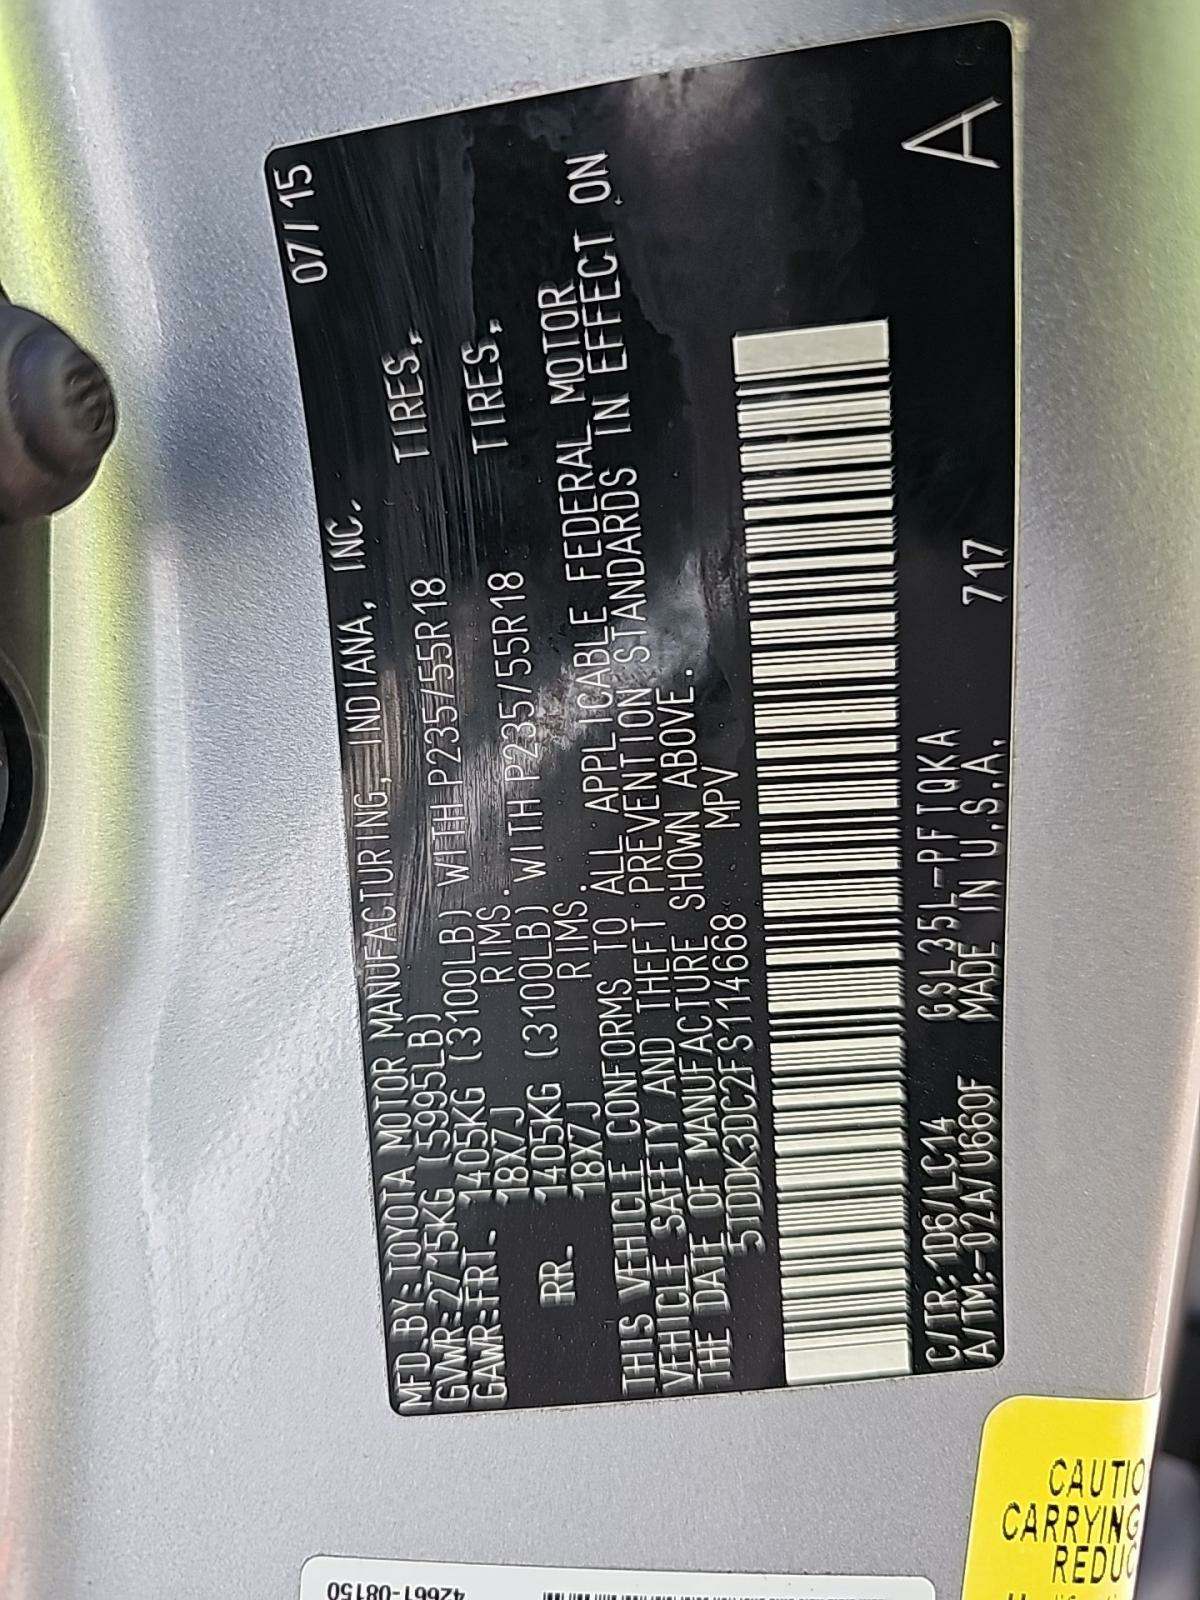 MFD. BY: TOYOTA MOTOR MANUFACTURING, INDIANA, INC. 07/15
GVWR: 2715KG (5995LB)
GAWR: FRT. 1405KG (3100LB) WITH P235/55R18 TIRES,
18X7J RIMS.
RR. 1405KG (3100LB) WITH P235/55R18 TIRES,
18X7J RIMS.
THIS VEHICLE CONFORMS TO ALL APPLICABLE FEDERAL MOTOR
VEHICLE SAFETY AND THEFT PREVENTION STANDARDS IN EFFECT ON
THE DATE OF MANUFACTURE SHOWN ABOVE.
5TDDK3DC2FS114668 MPV
C/TR: 1D6/LC14 GSL35L-PFTQKA 717 A
A/TM: -02A/U660F MADE IN U.S.A.
CAUTIO
CARRYING
REDUC
42661-08150